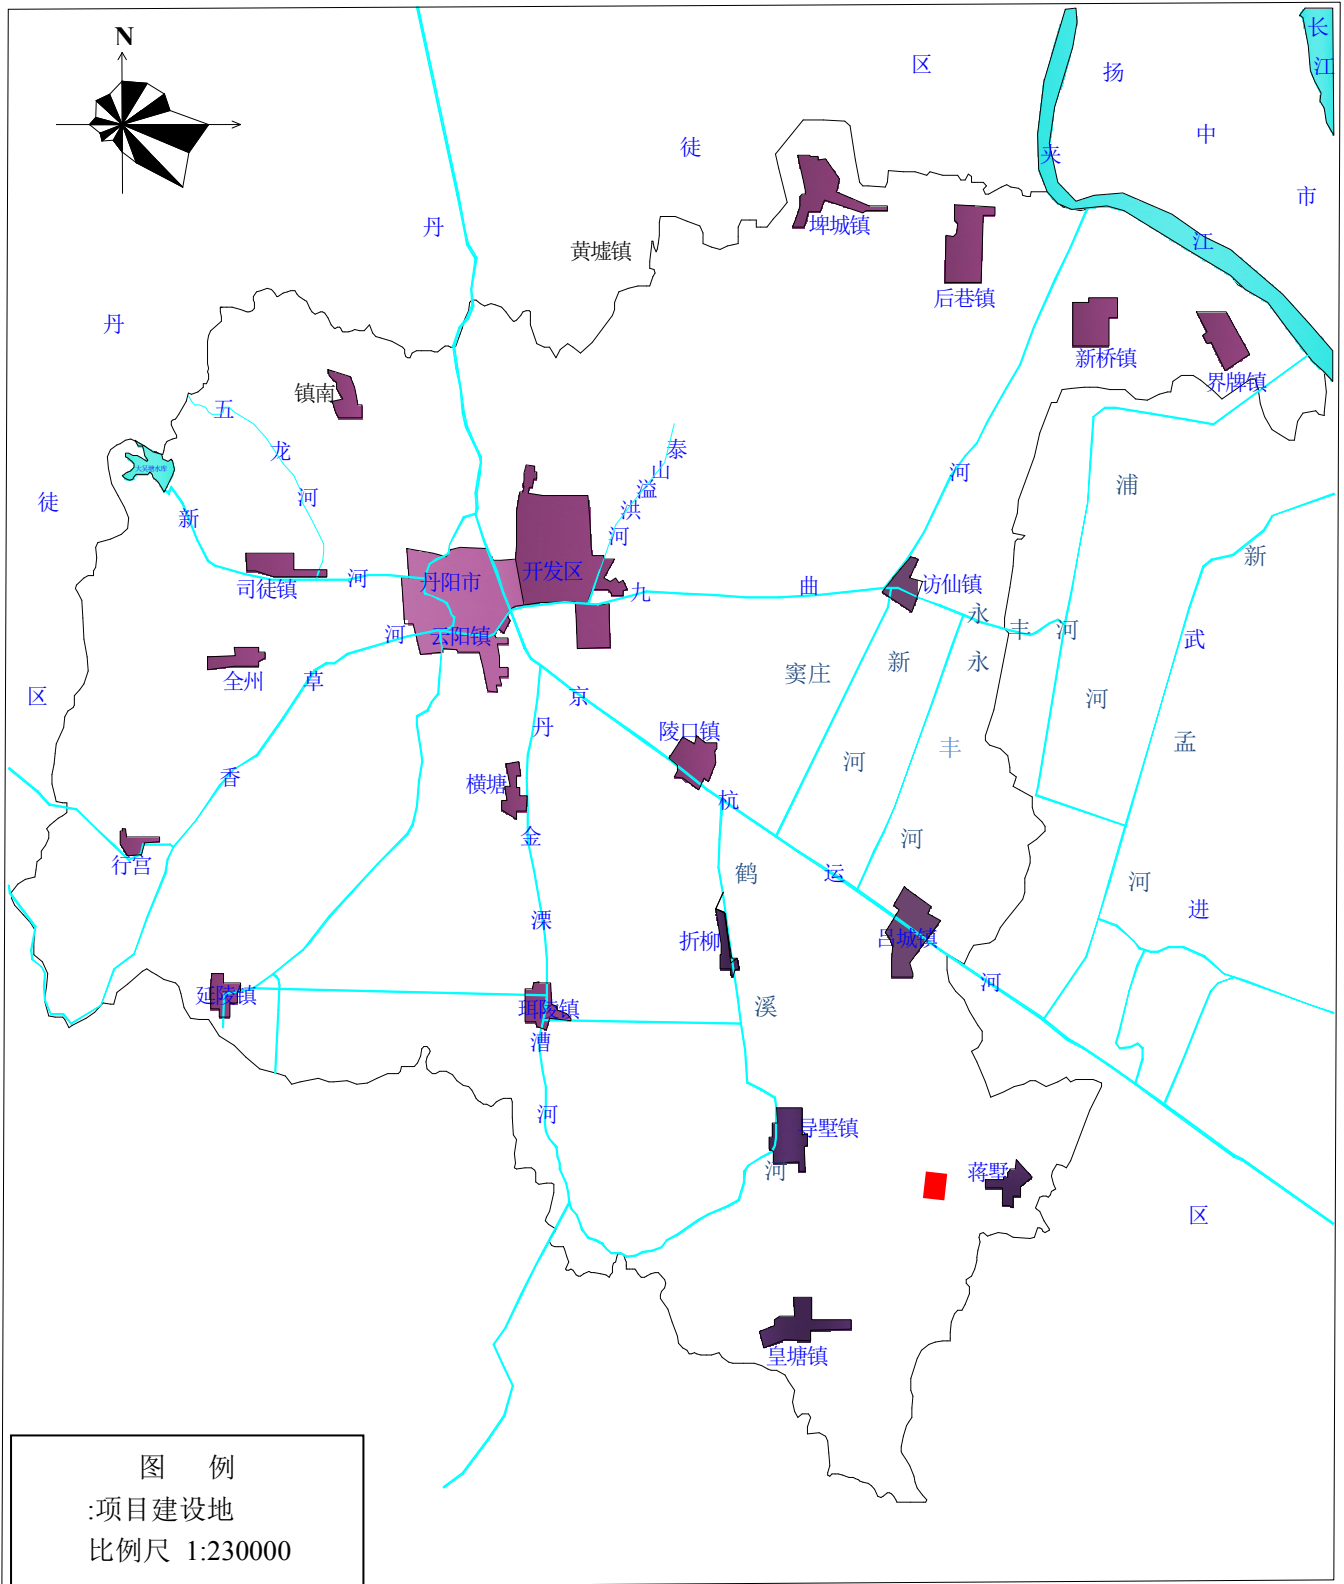 N
长
江
区
扬
中
市
徒
丹
夹
江
埤城镇
黄墟镇
后巷镇
丹
新桥镇
界牌镇
镇南
五
龙
河
泰
山
溢
洪
河
大吴塘水库
徒
新
河
司徒镇
丹阳市
开发区
九
曲
河
访仙镇
浦
河
新
武
孟
河
进
区
云阳镇
河
草
香
全州
永
丰
河
窦庄
新
河
永
丰
河
区
京
丹
陵口镇
横塘
杭
金
运
行宫
鹤
溧
折柳
吕城镇
河
延陵镇
珥陵镇
溪
漕
河
导墅镇
河
蒋墅
皇塘镇
图 例
:项目建设地
比例尺 1:230000